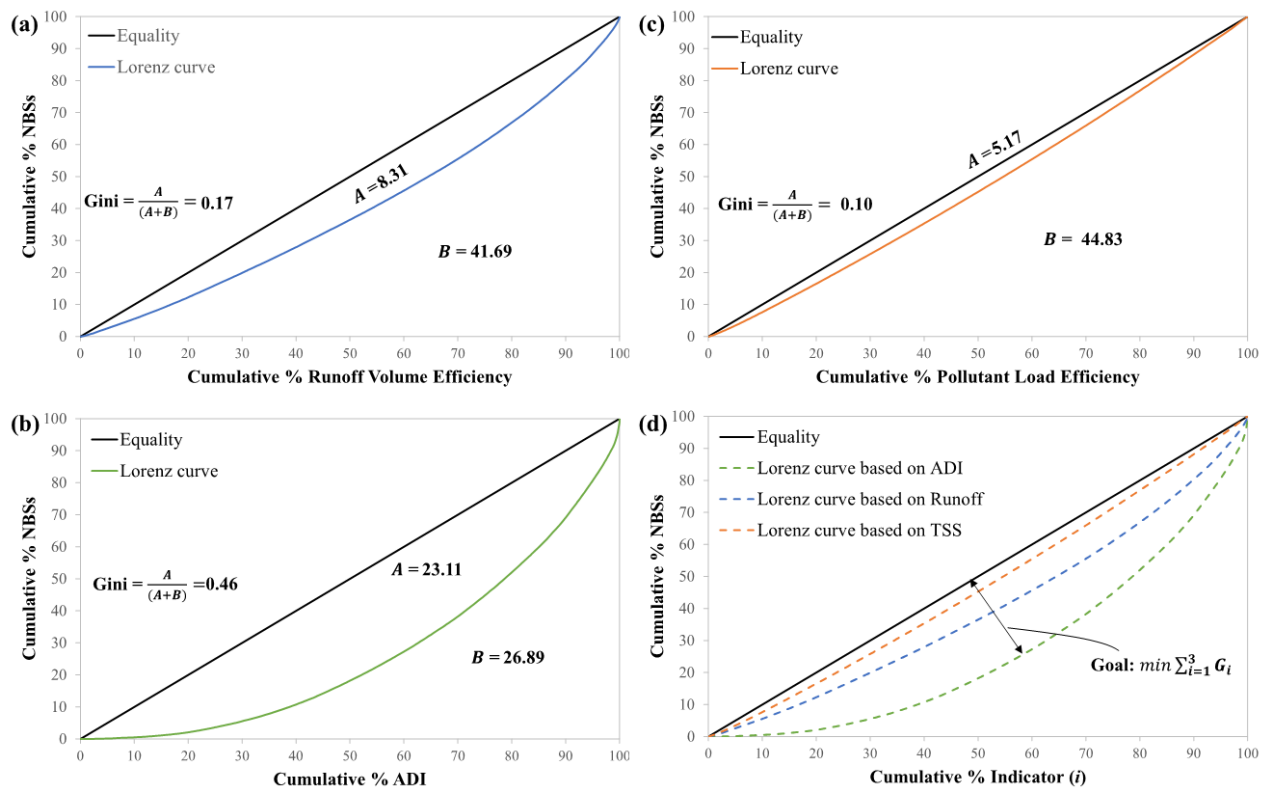 (a)
Equality
Lorenz curve
Cumulative % NBSs
100
90
80
70
60
50
40
30
20
10
0
A =8.31
Gini = A/(A+B) = 0.17
B = 41.69
0 10 20 30 40 50 60 70 80 90 100
Cumulative % Runoff Volume Efficiency
(c)
Equality
Lorenz curve
Cumulative % NBSs
100
90
80
70
60
50
40
30
20
10
0
A =5.17
Gini = A/(A+B) = 0.10
B = 44.83
0 10 20 30 40 50 60 70 80 90 100
Cumulative % Pollutant Load Efficiency
(b)
Equality
Lorenz curve
Cumulative % NBSs
100
90
80
70
60
50
40
30
20
10
0
A = 23.11
Gini = A/(A+B) =0.46
B = 26.89
0 10 20 30 40 50 60 70 80 90 100
Cumulative % ADI
(d)
Equality
Lorenz curve based on ADI
Lorenz curve based on Runoff
Lorenz curve based on TSS
Cumulative % NBSs
100
90
80
70
60
50
40
30
20
10
0
Goal: min ∑³ᵢ₌₁ Gᵢ
0 10 20 30 40 50 60 70 80 90 100
Cumulative % Indicator (i)